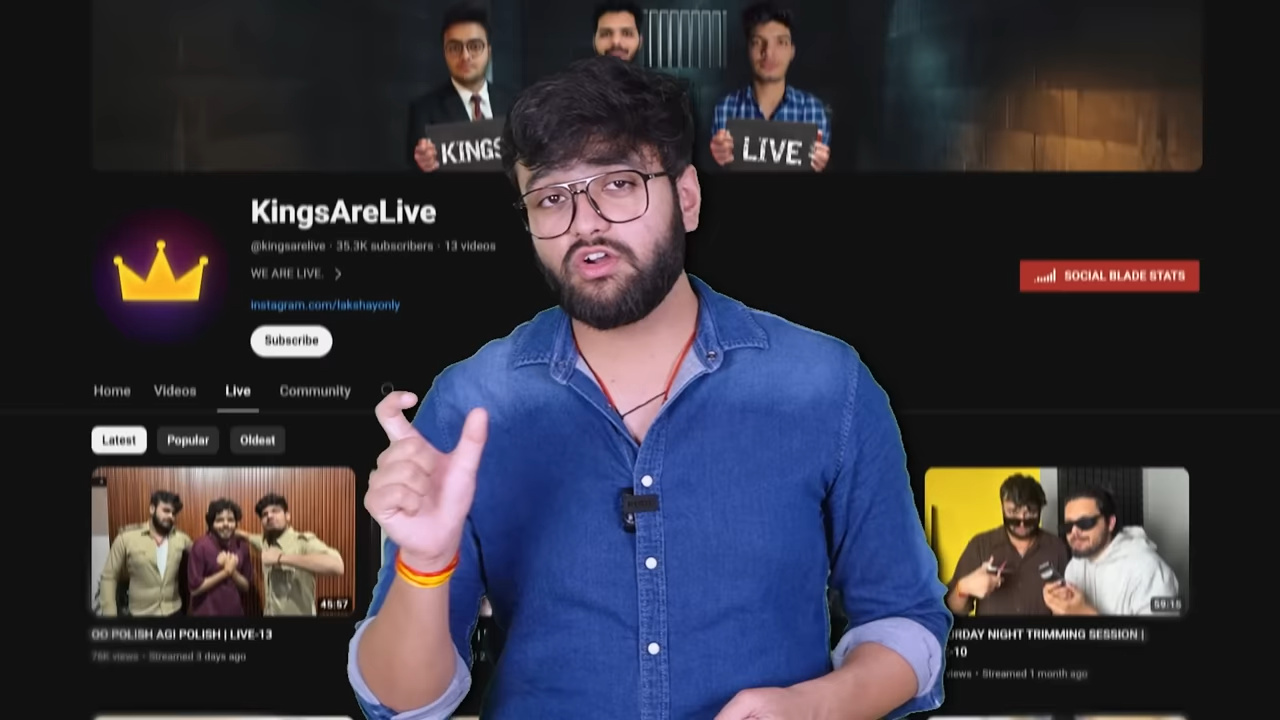 KINGS
LIVE
KingsAreLive
@kingsarelive · 35.3K subscribers · 13 videos
WE ARE LIVE.
instagram.com/lakshayonly
SOCIAL BLADE STATS
Subscribe
Home Videos Live Community
Latest Popular Oldest
45:57
59:15
OO POLISH AGI POLISH | LIVE-13
76K views · Streamed 3 days ago
URDAY NIGHT TRIMMING SESSION |
-10
views · Streamed 1 month ago